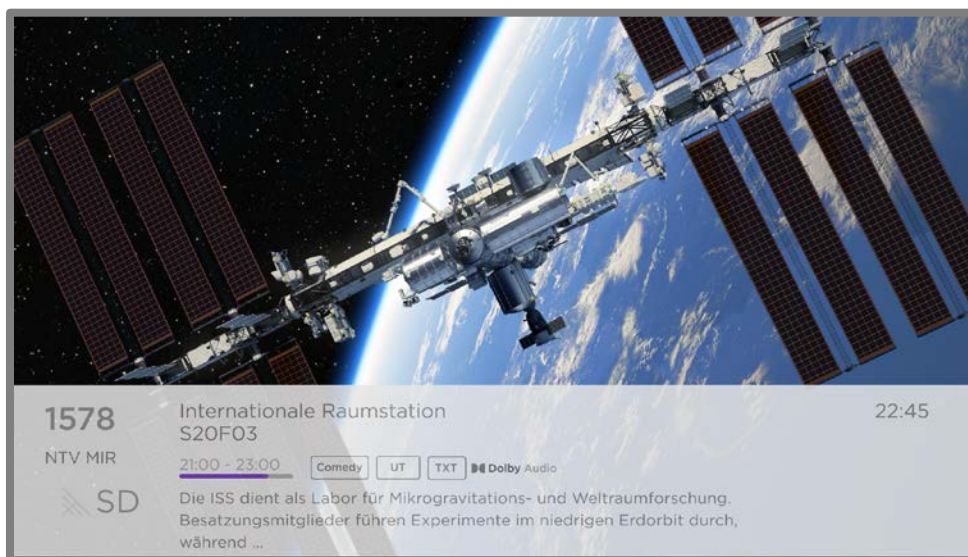 1578
NTV MIR
SD
Internationale Raumstation
S20F03
21:00 - 23:00 Comedy UT TXT Dolby Audio
Die ISS dient als Labor für Mikrogravitations- und Weltraumforschung.
Besatzungsmitglieder führen Experimente im niedrigen Erdorbit durch,
während ...
22:45